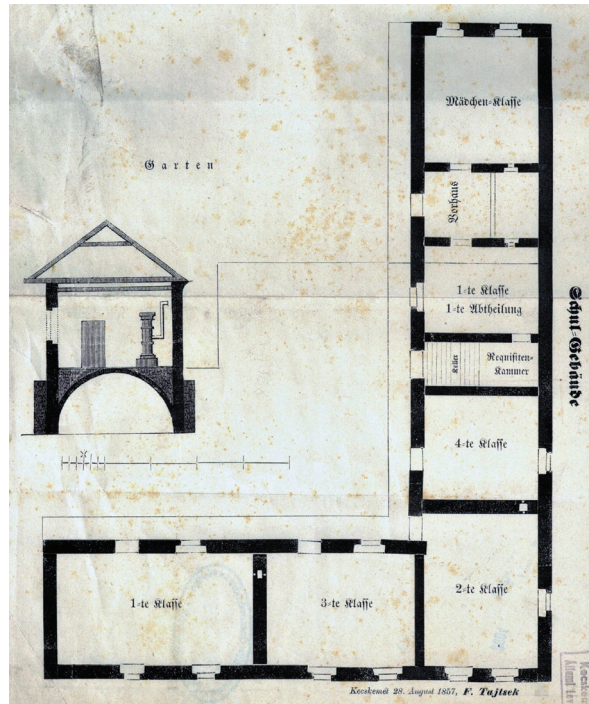 Garten
Mädchen-Klasse
Vorhaus
1-te Klasse
1-te Abtheilung
Keller
Requisiten-
Kammer
4-te Klasse
Schul-Gebäude
2-te Klasse
1-te Klasse
3-te Klasse
Kecskemét 28. August 1857, F. Tajtsek